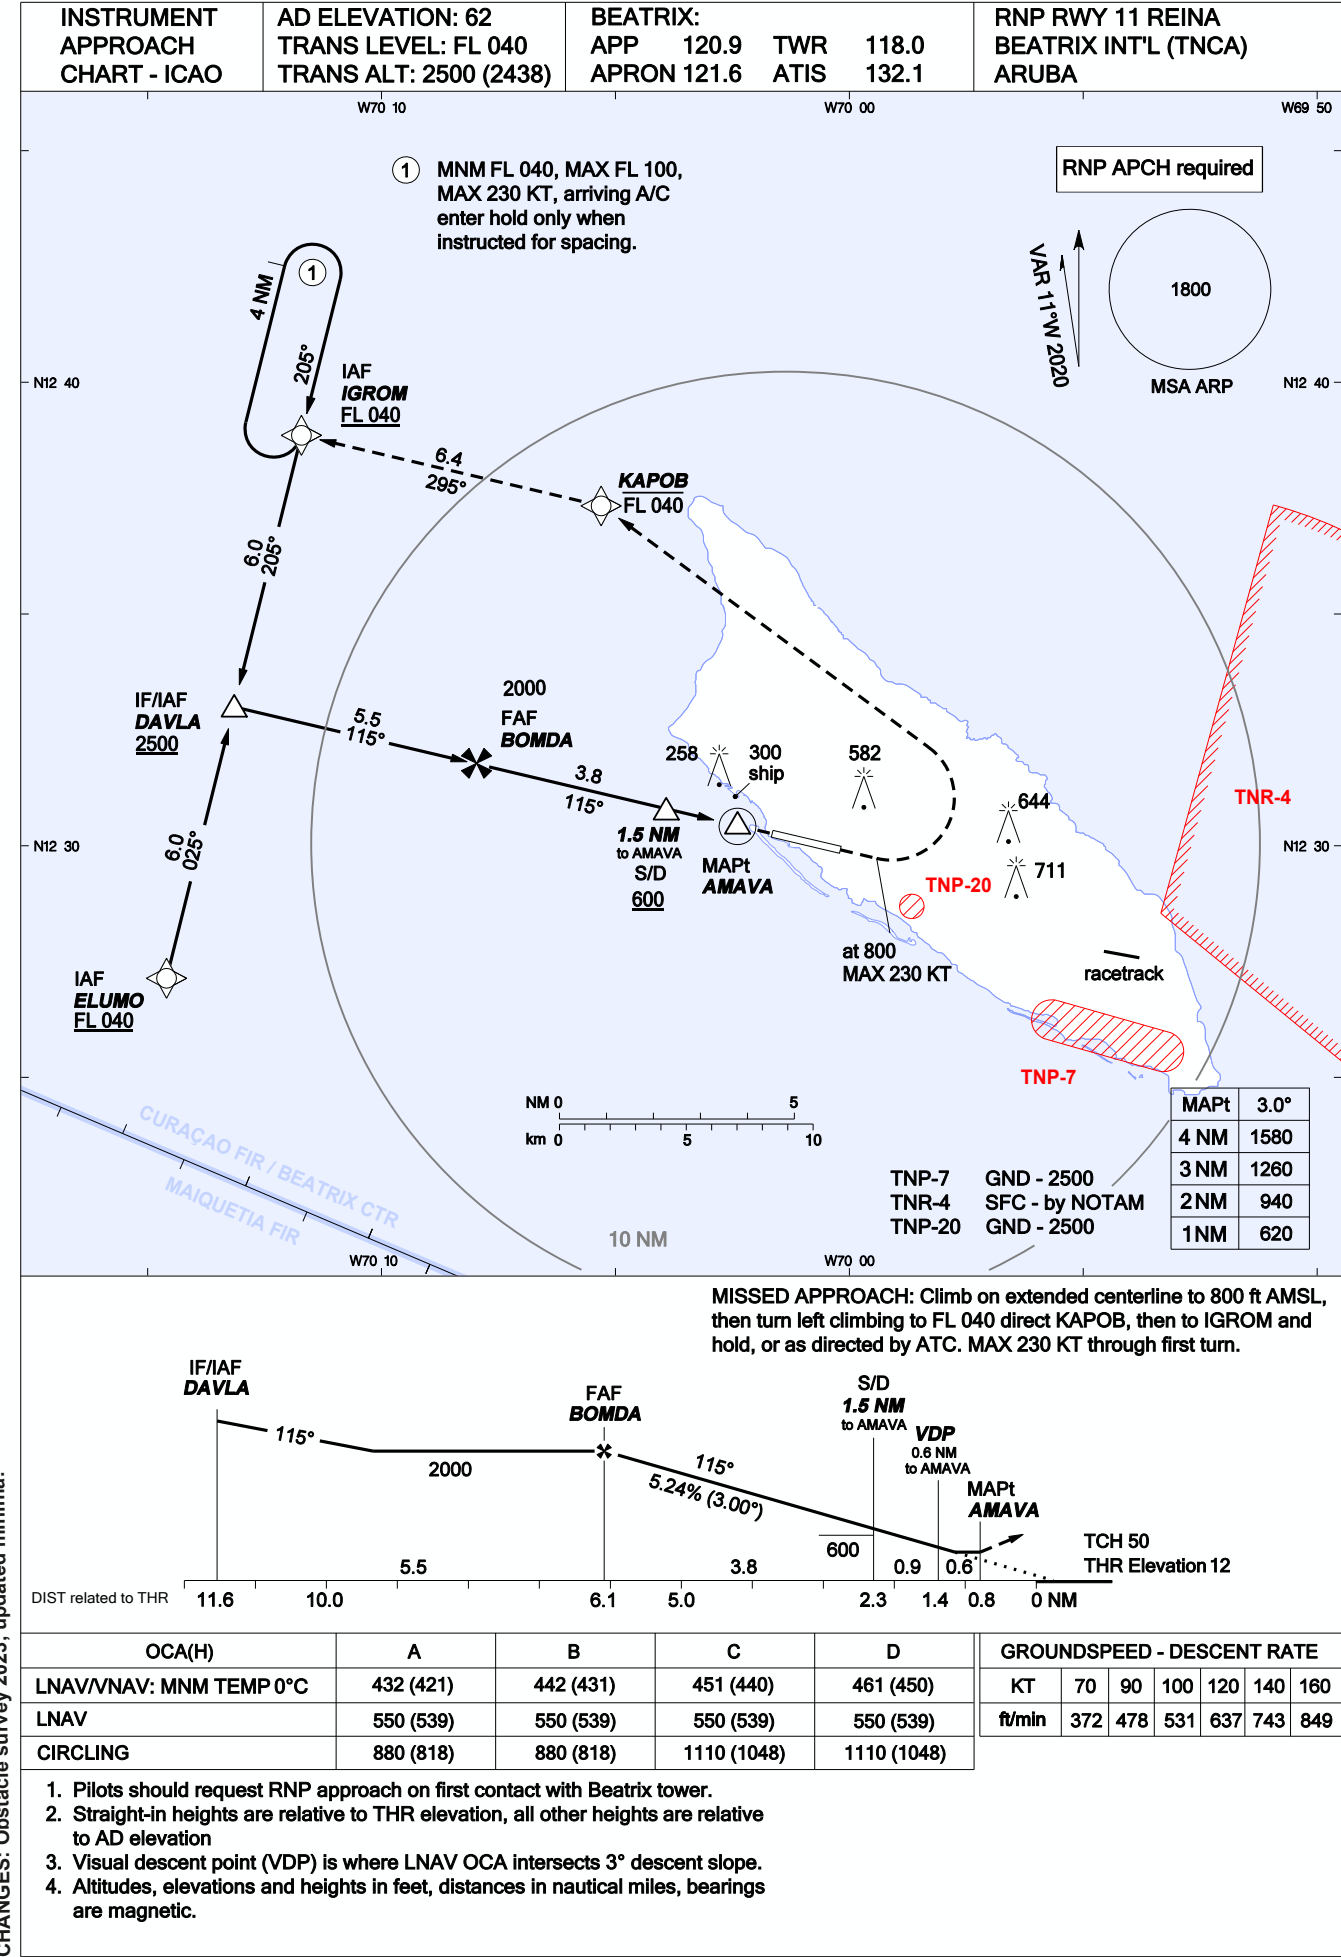 INSTRUMENT
APPROACH
CHART - ICAO
AD ELEVATION: 62
TRANS LEVEL: FL 040
TRANS ALT: 2500 (2438)
BEATRIX:
APP 120.9 TWR 118.0
APRON 121.6 ATIS 132.1
RNP RWY 11 REINA
BEATRIX INT'L (TNCA)
ARUBA
W70 10
W70 00
W69 50
1 MNM FL 040, MAX FL 100,
MAX 230 KT, arriving A/C
enter hold only when
instructed for spacing.
RNP APCH required
VAR 11°W 2020
1800
MSA ARP
1
4 NM
205°
N12 40
N12 40
IAF
IGROM
FL 040
6.4
295°
KAPOB
FL 040
6.0
205°
IF/IAF
DAVLA
2500
5.5
115°
2000
FAF
BOMDA
3.8
115°
258
300
ship
582
644
711
TNR-4
N12 30
N12 30
6.0
025°
1.5 NM
to AMAVA
S/D
600
MAPt
AMAVA
TNP-20
at 800
MAX 230 KT
racetrack
IAF
ELUMO
FL 040
TNP-7
CURAÇAO FIR / BEATRIX CTR
MAIQUETIA FIR
NM 0 5
km 0 5 10
MAPt 3.0°
4 NM 1580
3 NM 1260
2 NM 940
1 NM 620
TNP-7 GND - 2500
TNR-4 SFC - by NOTAM
TNP-20 GND - 2500
10 NM
W70 10
W70 00
MISSED APPROACH: Climb on extended centerline to 800 ft AMSL,
then turn left climbing to FL 040 direct KAPOB, then to IGROM and
hold, or as directed by ATC. MAX 230 KT through first turn.
IF/IAF
DAVLA
115°
2000
FAF
BOMDA
115°
5.24% (3.00°)
S/D
1.5 NM
to AMAVA
VDP
0.6 NM
to AMAVA
MAPt
AMAVA
600
TCH 50
THR Elevation 12
5.5 3.8 0.9 0.6
DIST related to THR 11.6 10.0 6.1 5.0 2.3 1.4 0.8 0 NM
OCA(H) A B C D
LNAV/VNAV: MNM TEMP 0°C 432 (421) 442 (431) 451 (440) 461 (450)
LNAV 550 (539) 550 (539) 550 (539) 550 (539)
CIRCLING 880 (818) 880 (818) 1110 (1048) 1110 (1048)
GROUNDSPEED - DESCENT RATE
KT 70 90 100 120 140 160
ft/min 372 478 531 637 743 849
1. Pilots should request RNP approach on first contact with Beatrix tower.
2. Straight-in heights are relative to THR elevation, all other heights are relative
to AD elevation
3. Visual descent point (VDP) is where LNAV OCA intersects 3° descent slope.
4. Altitudes, elevations and heights in feet, distances in nautical miles, bearings
are magnetic.
CHANGES: Obstacle survey 2023, updated minima.